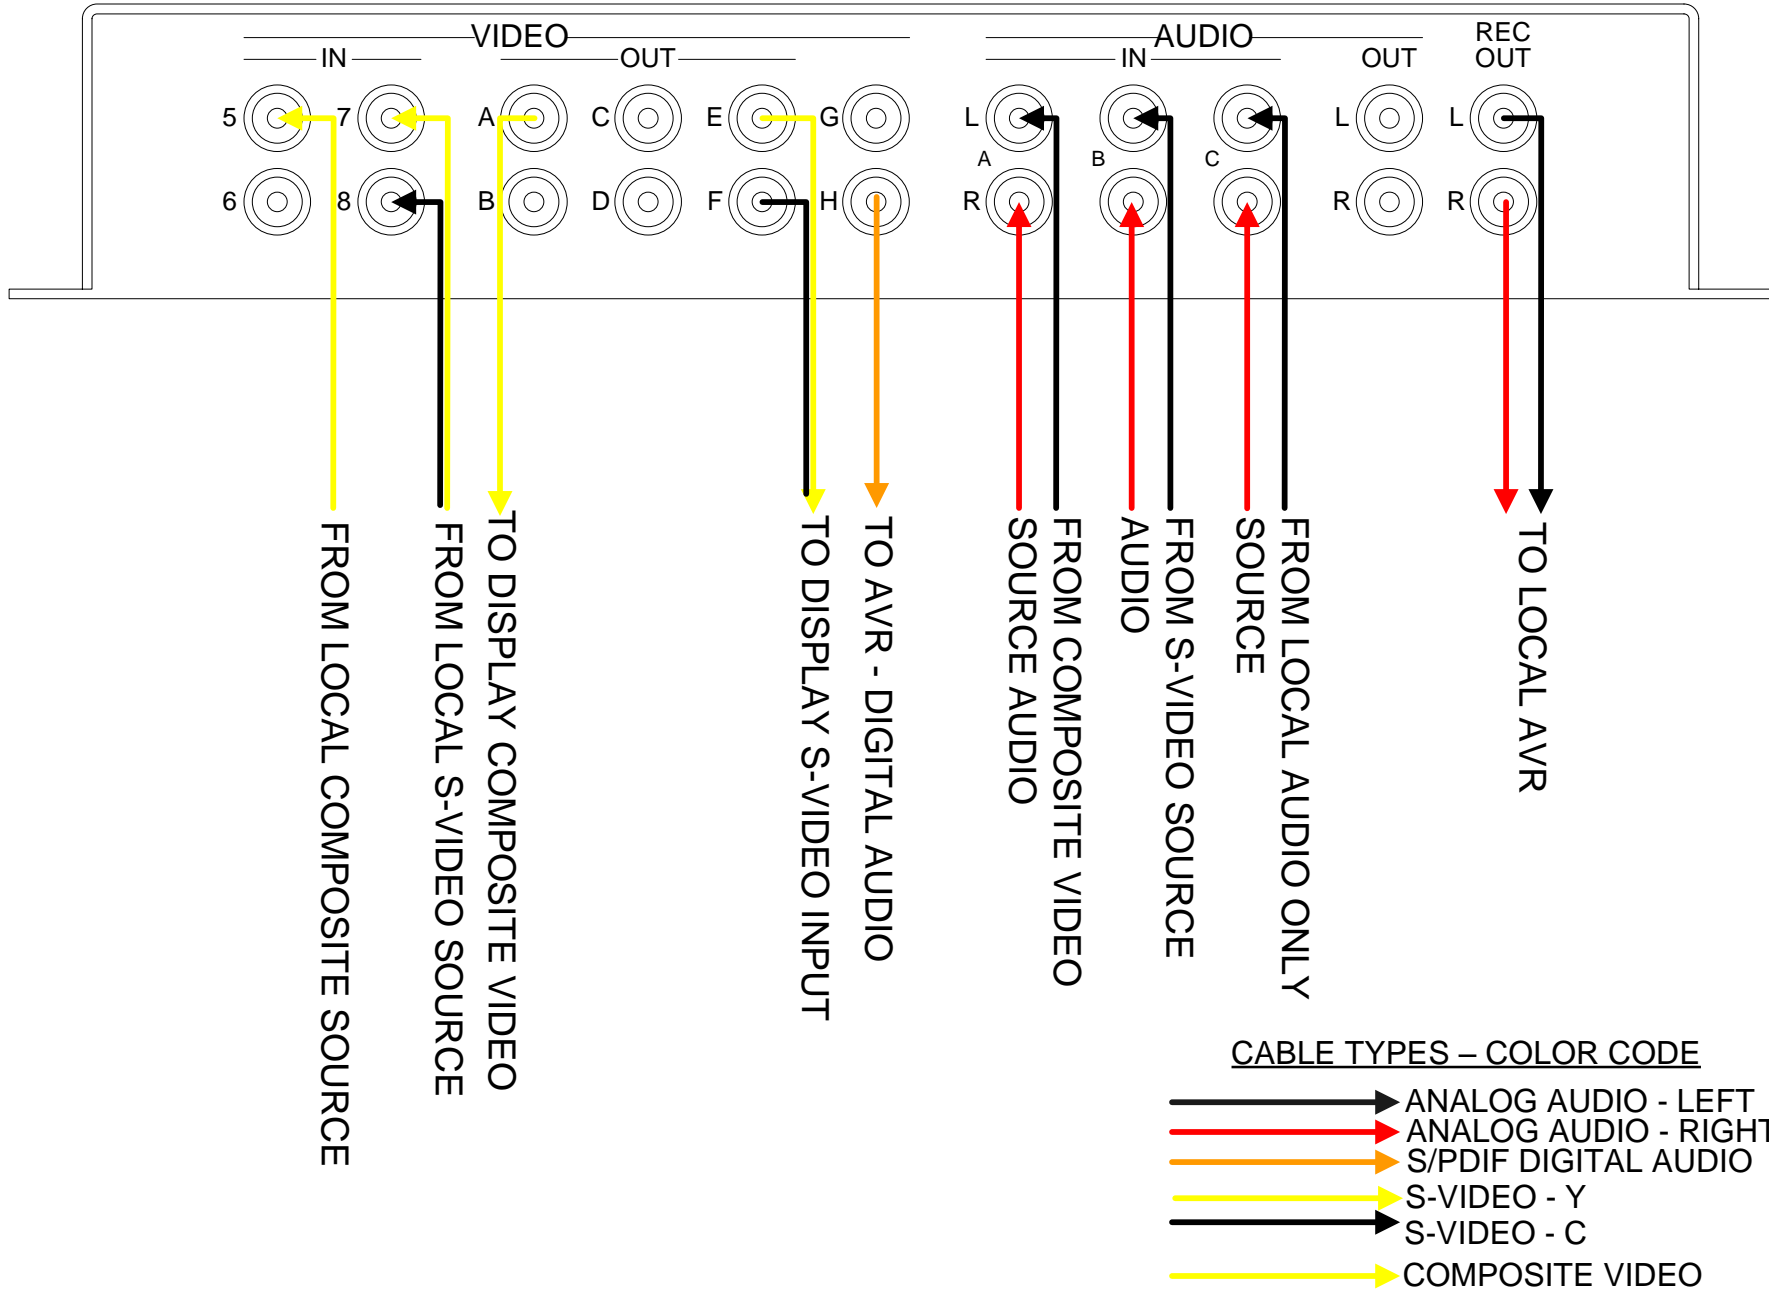 VIDEO
AUDIO
REC
OUT
IN
OUT
IN
OUT
5
7
A
C
E
G
L
L
L
A
B
C
6
8
B
D
F
H
R
R
R
FROM LOCAL COMPOSITE SOURCE
FROM LOCAL S-VIDEO SOURCE
TO DISPLAY COMPOSITE VIDEO
TO DISPLAY S-VIDEO INPUT
TO AVR - DIGITAL AUDIO
FROM COMPOSITE VIDEO
SOURCE AUDIO
FROM S-VIDEO SOURCE
AUDIO
FROM LOCAL AUDIO ONLY
SOURCE
TO LOCAL AVR
CABLE TYPES – COLOR CODE
ANALOG AUDIO - LEFT
ANALOG AUDIO - RIGHT
S/PDIF DIGITAL AUDIO
S-VIDEO - Y
S-VIDEO - C
COMPOSITE VIDEO